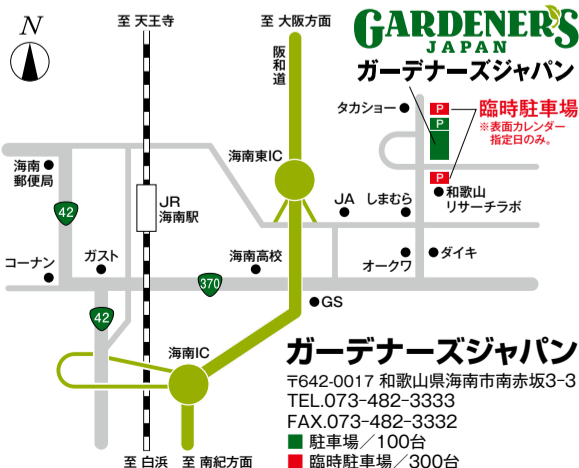 N
至 天王寺
至 大阪方面
阪和道
GARDENER'S
JAPAN
ガーデナーズジャパン
タカショー
P
P
臨時駐車場
※表面カレンダー
指定日のみ。
P
海南東IC
海南
郵便局
42
JR
海南駅
JA
しまむら
和歌山
リサーチラボ
コーナン
ガスト
海南高校
オークワ
ダイキ
370
42
GS
海南IC
ガーデナーズジャパン
〒642-0017 和歌山県海南市南赤坂3-3
TEL.073-482-3333
FAX.073-482-3332
駐車場／100台
臨時駐車場／300台
至 白浜
至 南紀方面